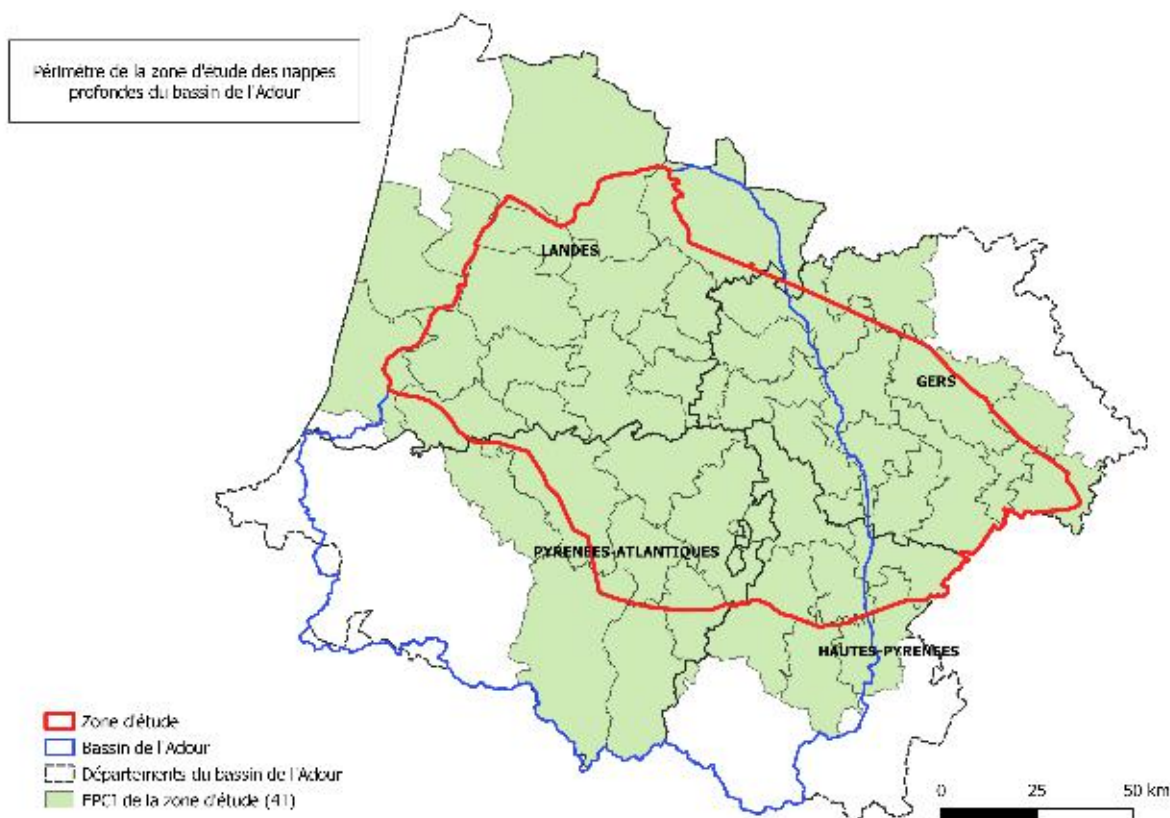 Périmètre de la zone d'étude des nappes
profondes du bassin de l'Adour
LANDES
GERS
PYRENEES-ATLANTIQUES
HAUTES-PYRENEES
Zone d'étude
Bassin de l'Adour
Départements du bassin de l'Adour
EPCI de la zone d'étude (41)
0 25 50 km